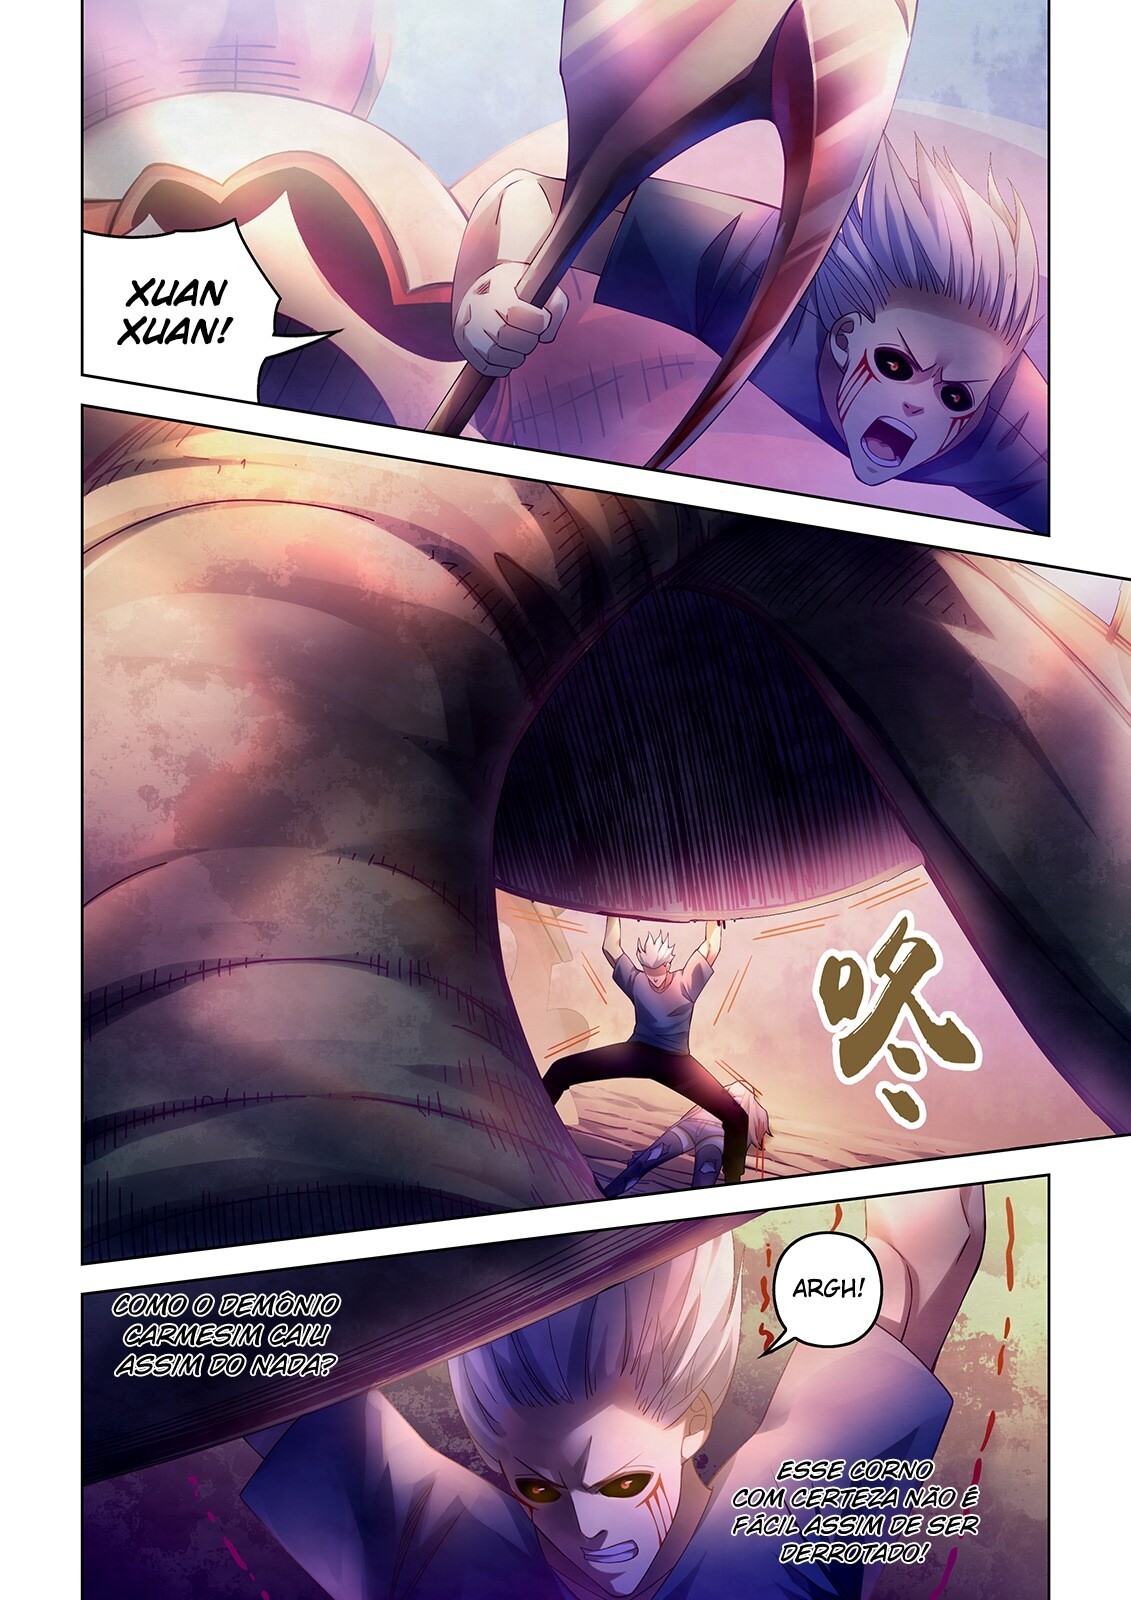 XUAN
XUAN!
咚
ARGH!
COMO O DEMÔNIO
CARMESIM CAIU
ASSIM DO NADA?
ESSE CORNO
COM CERTEZA NÃO É
FÁCIL ASSIM DE SER
DERROTADO!